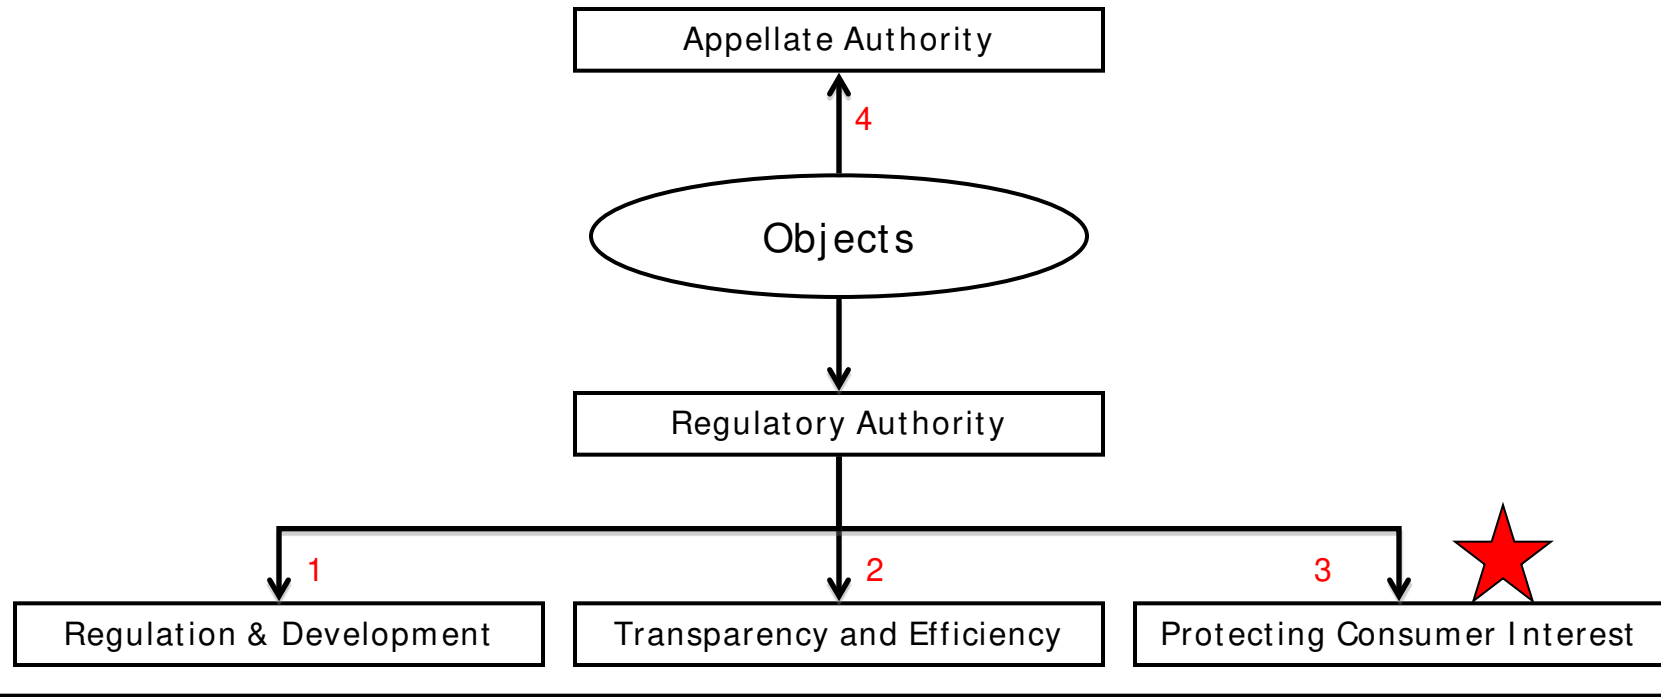 Appellate Authority
4
Objects
Regulatory Authority
1
2
3
Regulation & Development
Transparency and Efficiency
Protecting Consumer Interest